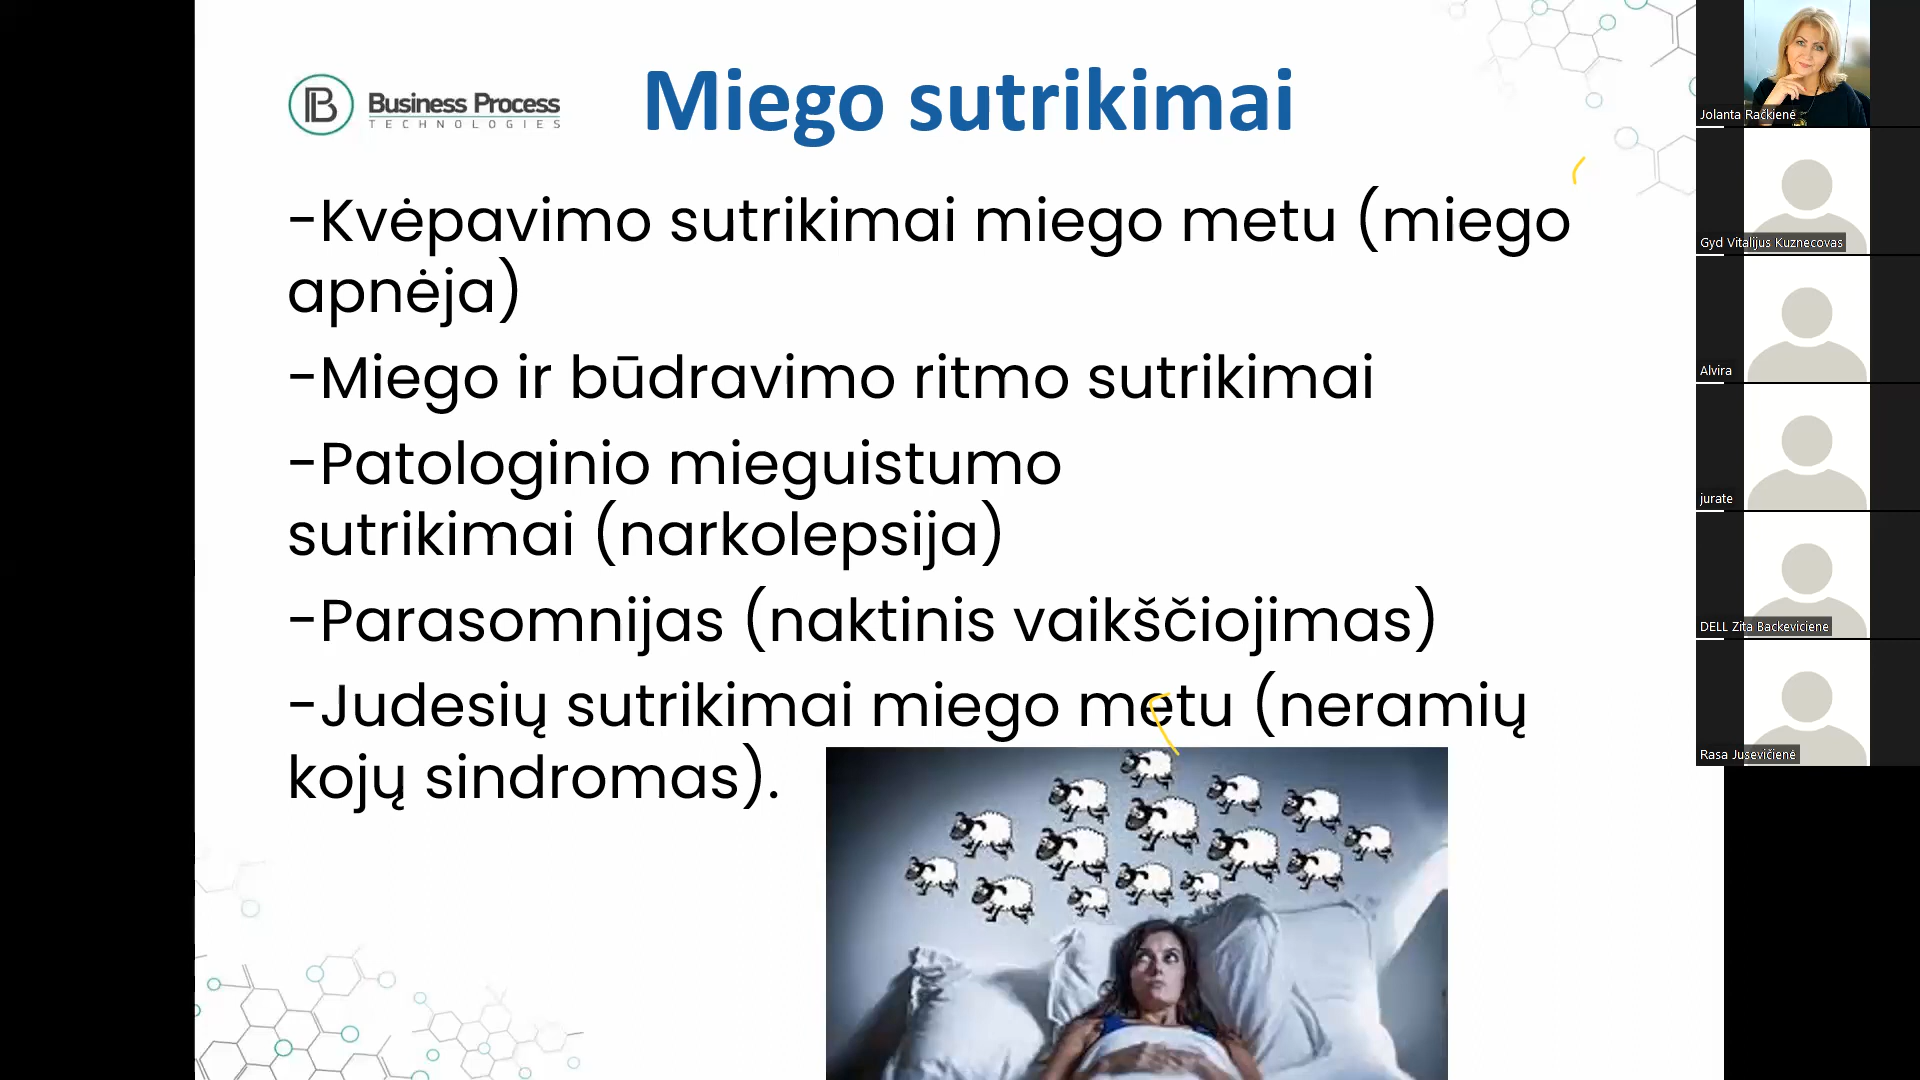 Business Process
TECHNOLOGIES
Miego sutrikimai
-Kvėpavimo sutrikimai miego metu (miego
apnėja)
-Miego ir būdravimo ritmo sutrikimai
-Patologinio mieguistumo
sutrikimai (narkolepsija)
-Parasomnijas (naktinis vaikščiojimas)
-Judesių sutrikimai miego metu (neramių
kojų sindromas).
Jolanta Račkienė
Gyd Vitalijus Kuznecovas
Alvira
jurate
DELL Zita Backeviciene
Rasa Jusevičienė